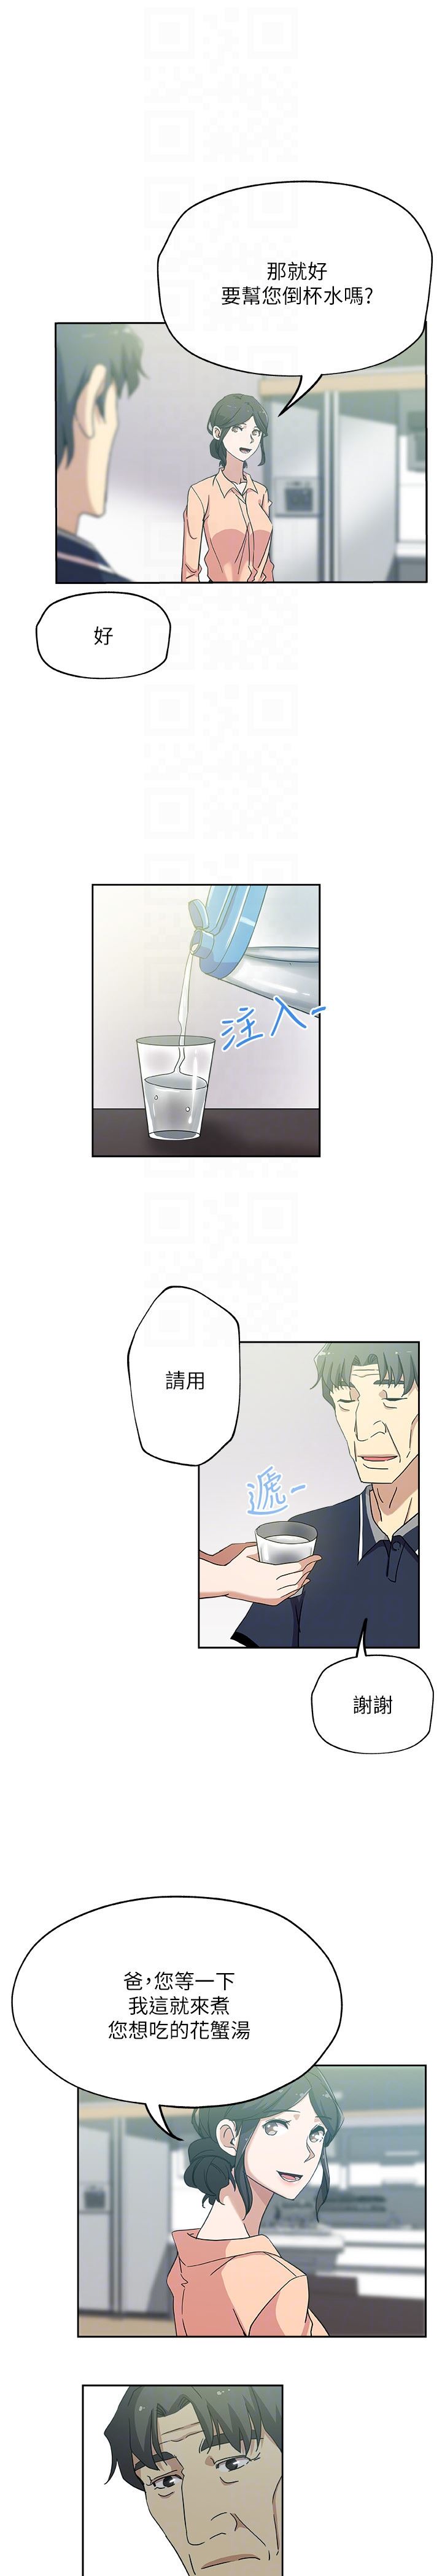 那就好
要幫您倒杯水嗎?
好
注入-
請用
遞-
謝謝
爸,您等一下
我這就來煮
您想吃的花蟹湯